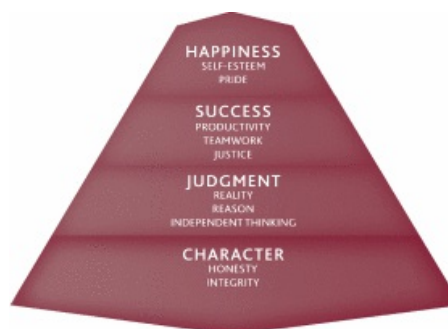 HAPPINESS
SELF-ESTEEM
PRIDE
SUCCESS
PRODUCTIVITY
TEAMWORK
JUSTICE
JUDGMENT
REALITY
REASON
INDEPENDENT THINKING
CHARACTER
HONESTY
INTEGRITY